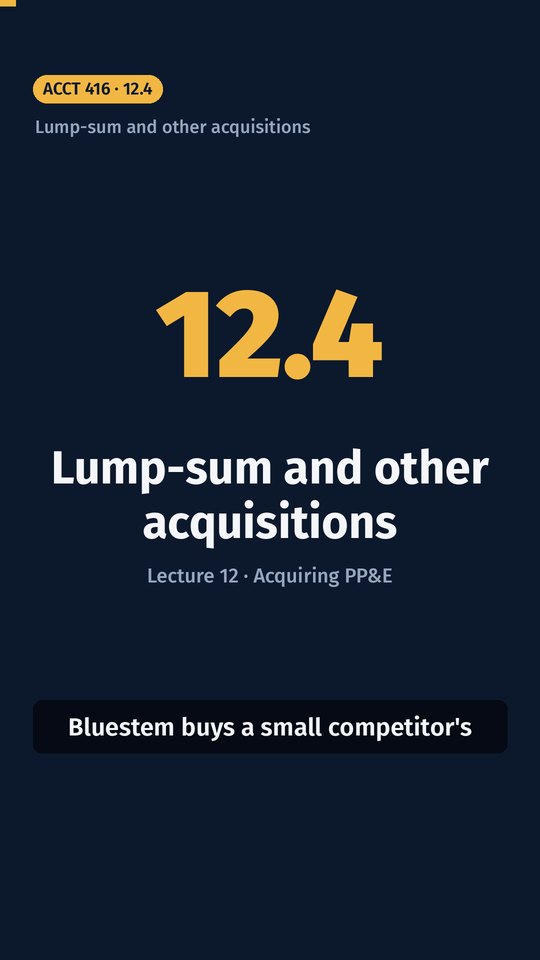 ACCT 416 · 12.4
Lump-sum and other acquisitions
12.4
Lump-sum and other
acquisitions
Lecture 12 · Acquiring PP&E
Bluestem buys a small competitor's